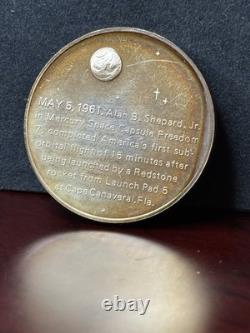 MAY 5, 1961, Alan B. Shepard, Jr.
in Mercury Space Capsule Freedom
7, completed America's first sub-
orbital flight of 15 minutes after
being launched by a Redstone
rocket from Launch Pad 5
at Cape Canaveral, Fla.